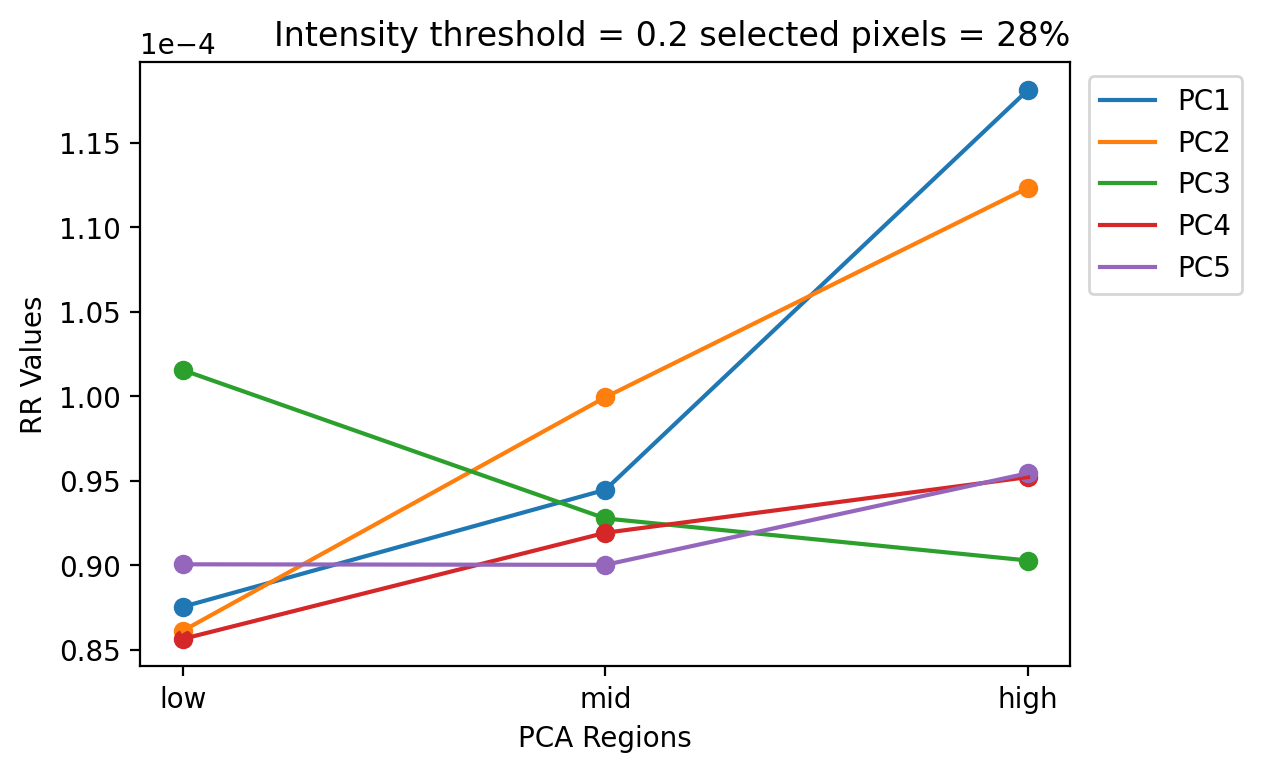 Intensity threshold = 0.2 selected pixels = 28%
1e−4
1.15
1.10
1.05
1.00
0.95
0.90
0.85
RR Values
low
mid
high
PCA Regions
PC1
PC2
PC3
PC4
PC5